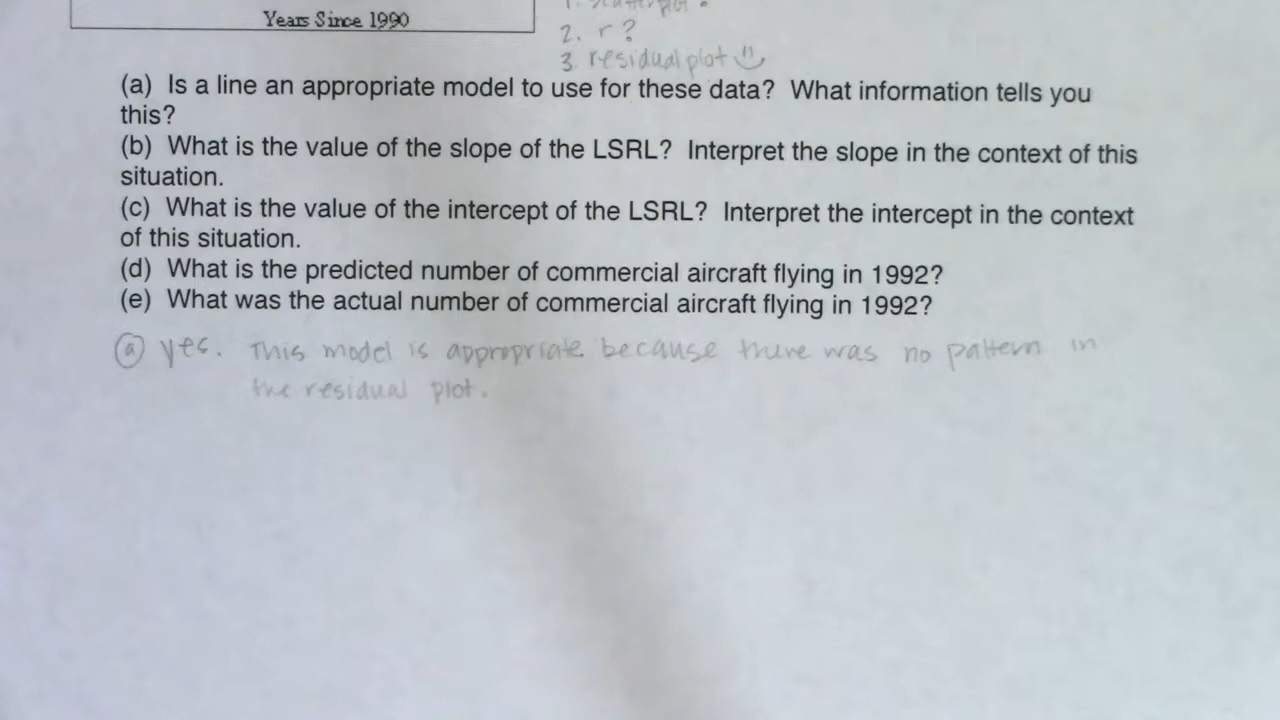 Years Since 1990
1. scatterplot
2. r?
3. residual plot
(a) Is a line an appropriate model to use for these data? What information tells you
this?
(b) What is the value of the slope of the LSRL? Interpret the slope in the context of this
situation.
(c) What is the value of the intercept of the LSRL? Interpret the intercept in the context
of this situation.
(d) What is the predicted number of commercial aircraft flying in 1992?
(e) What was the actual number of commercial aircraft flying in 1992?
(a) yes. This model is appropriate because there was no pattern in
the residual plot.